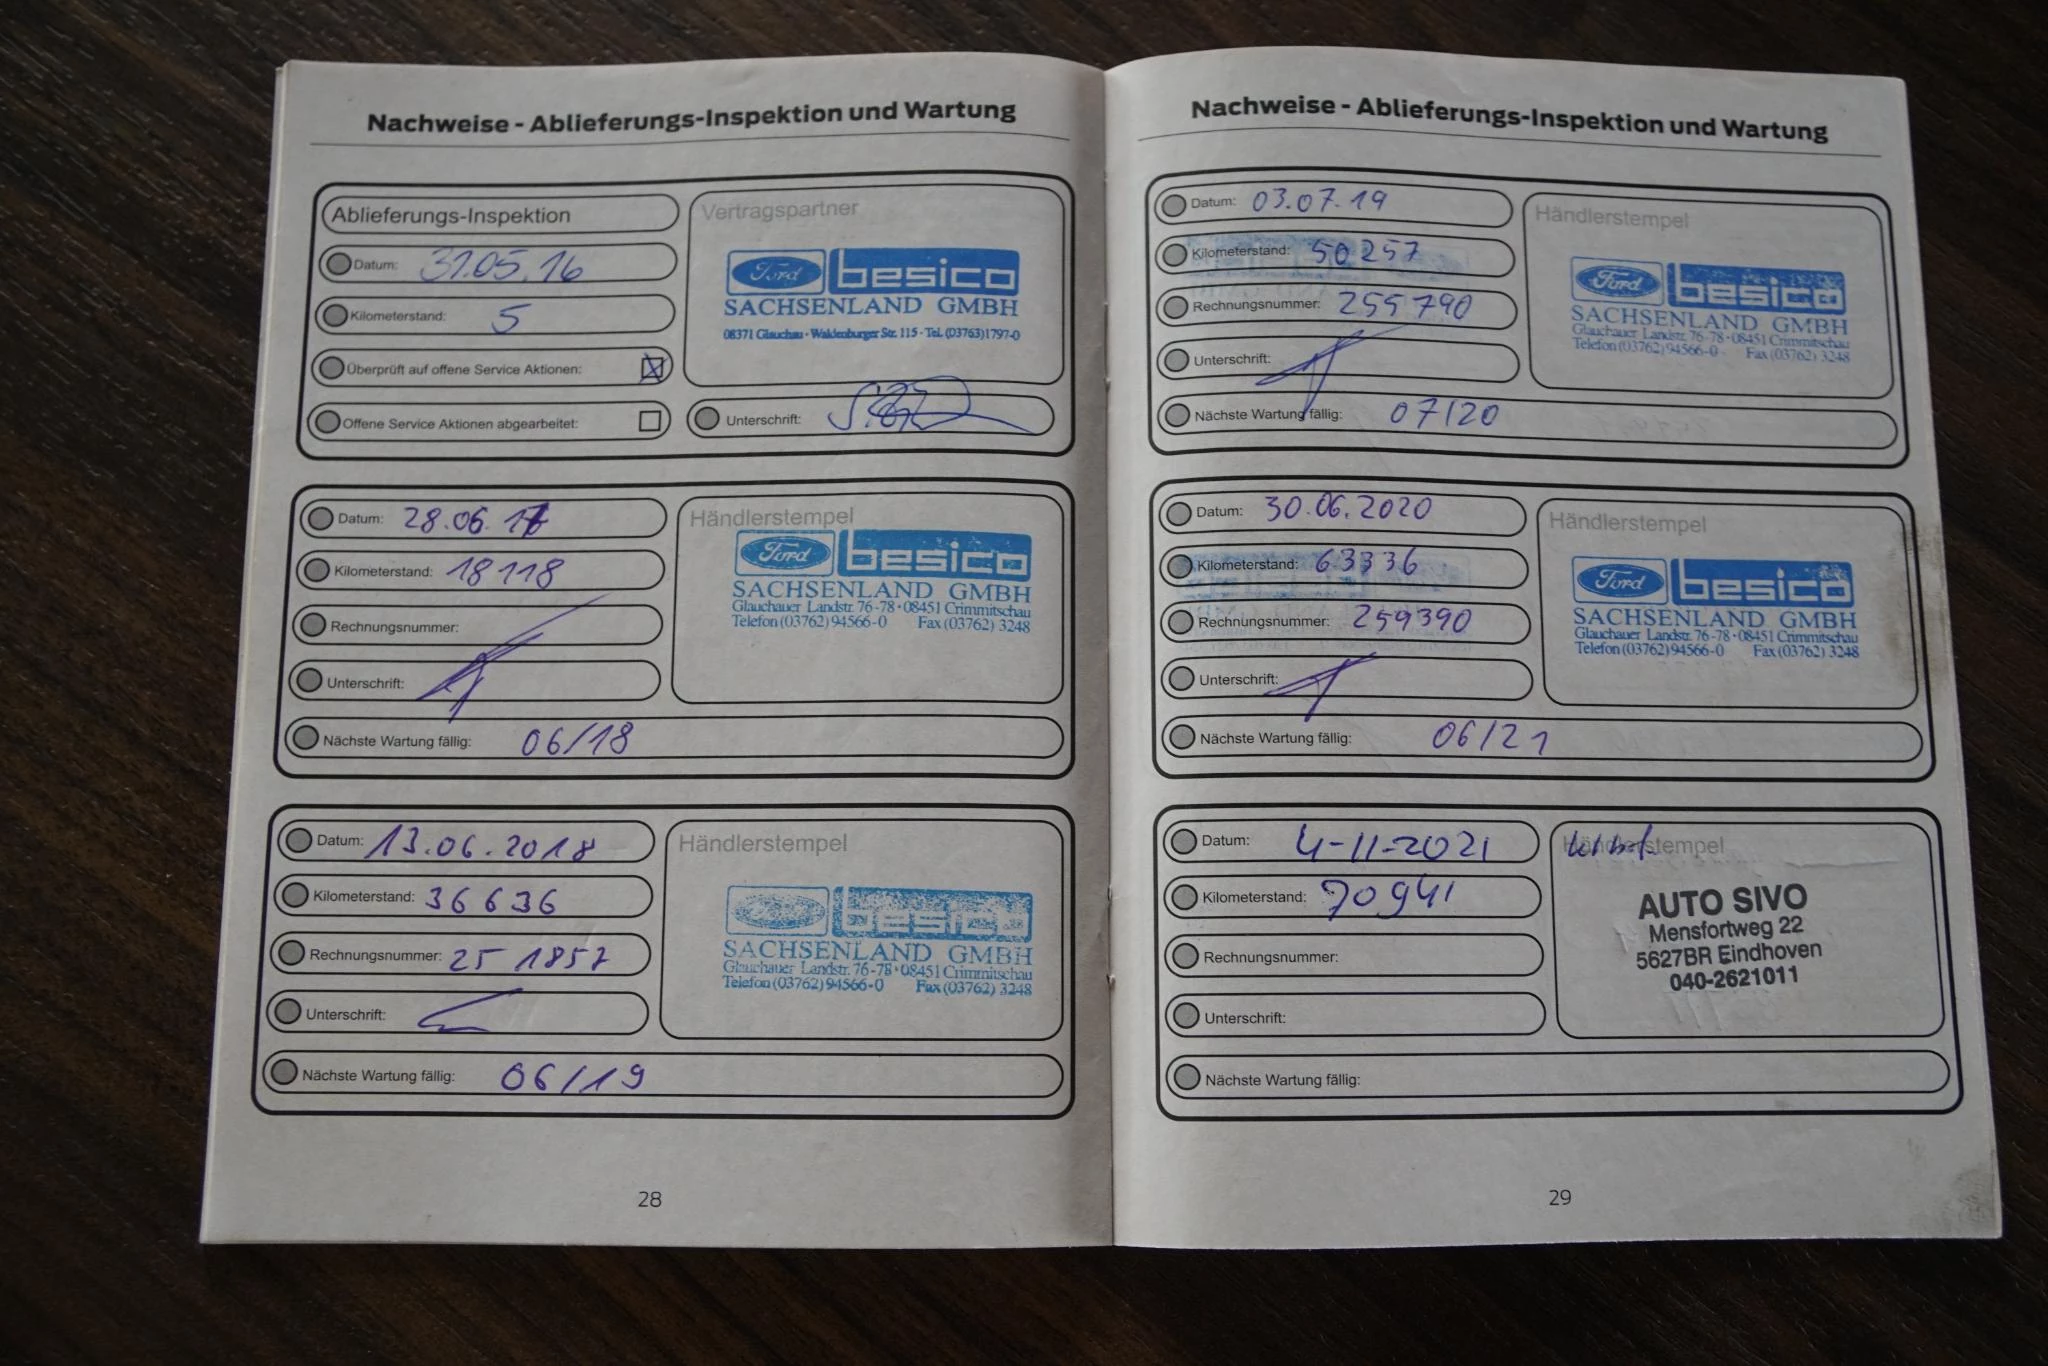 Nachweise - Ablieferungs-Inspektion und Wartung
Ablieferungs-Inspektion
Datum: 31.05.16
Kilometerstand: 5
Überprüft auf offene Service Aktionen:
Offene Service Aktionen abgearbeitet:
Vertragspartner
Ford besico
SACHSENLAND GMBH
08371 Glauchau · Waldenburger Str. 115 · Tel. (03763) 1797-0
Unterschrift:
Datum: 28.06.17
Kilometerstand: 18118
Rechnungsnummer:
Unterschrift:
Nächste Wartung fällig: 06/18
Händlerstempel
Ford besico
SACHSENLAND GMBH
Glauchauer Landstr. 76-78 · 08451 Crimmitschau
Telefon (03762) 94566-0 Fax (03762) 3248
Datum: 13.06.2018
Kilometerstand: 36636
Rechnungsnummer: 251857
Unterschrift:
Nächste Wartung fällig: 06/19
Händlerstempel
Ford besico
SACHSENLAND GMBH
Glauchauer Landstr. 76-78 · 08451 Crimmitschau
Telefon (03762) 94566-0 Fax (03762) 3248
28
Nachweise - Ablieferungs-Inspektion und Wartung
Datum: 03.07.19
Kilometerstand: 50257
Rechnungsnummer: 255790
Unterschrift:
Nächste Wartung fällig: 07/20
Händlerstempel
Ford besico
SACHSENLAND GMBH
Glauchauer Landstr. 76-78 · 08451 Crimmitschau
Telefon (03762) 94566-0 Fax (03762) 3248
Datum: 30.06.2020
Kilometerstand: 63336
Rechnungsnummer: 259390
Unterschrift:
Nächste Wartung fällig: 06/21
Händlerstempel
Ford besico
SACHSENLAND GMBH
Glauchauer Landstr. 76-78 · 08451 Crimmitschau
Telefon (03762) 94566-0 Fax (03762) 3248
Datum: 4-11-2021
Kilometerstand: 70941
Rechnungsnummer:
Unterschrift:
Nächste Wartung fällig:
Händlerstempel
AUTO SIVO
Mensfortweg 22
5627BR Eindhoven
040-2621011
29